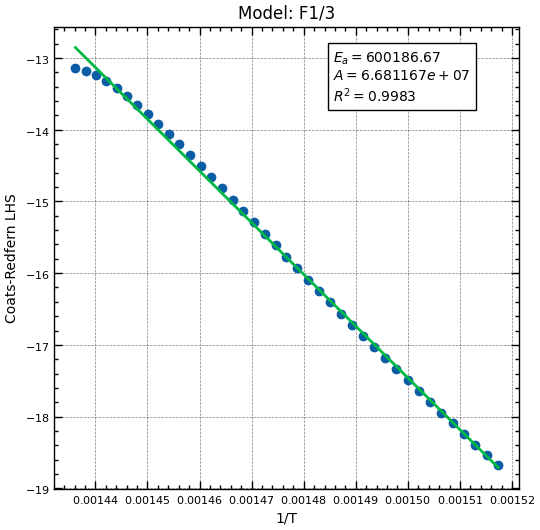 Model: F1/3
Eₐ = 600186.67
A = 6.681167e + 07
R² = 0.9983
Coats-Redfern LHS
−13
−14
−15
−16
−17
−18
−19
0.00144 0.00145 0.00146 0.00147 0.00148 0.00149 0.00150 0.00151 0.00152
1/T